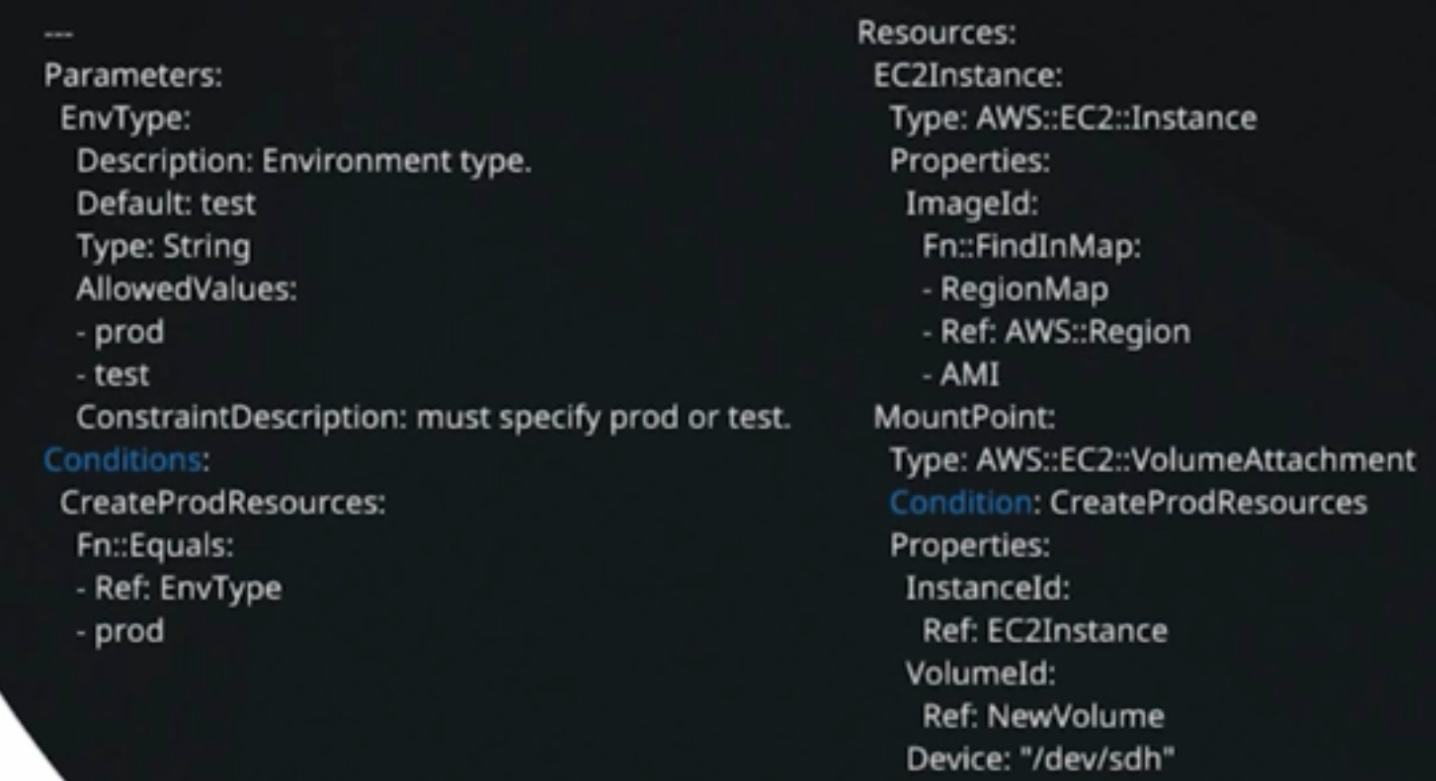 ---
Parameters:
EnvType:
Description: Environment type.
Default: test
Type: String
AllowedValues:
- prod
- test
ConstraintDescription: must specify prod or test.
Conditions:
CreateProdResources:
Fn::Equals:
- Ref: EnvType
- prod
Resources:
EC2Instance:
Type: AWS::EC2::Instance
Properties:
ImageId:
Fn::FindInMap:
- RegionMap
- Ref: AWS::Region
- AMI
MountPoint:
Type: AWS::EC2::VolumeAttachment
Condition: CreateProdResources
Properties:
InstanceId:
Ref: EC2Instance
VolumeId:
Ref: NewVolume
Device: "/dev/sdh"